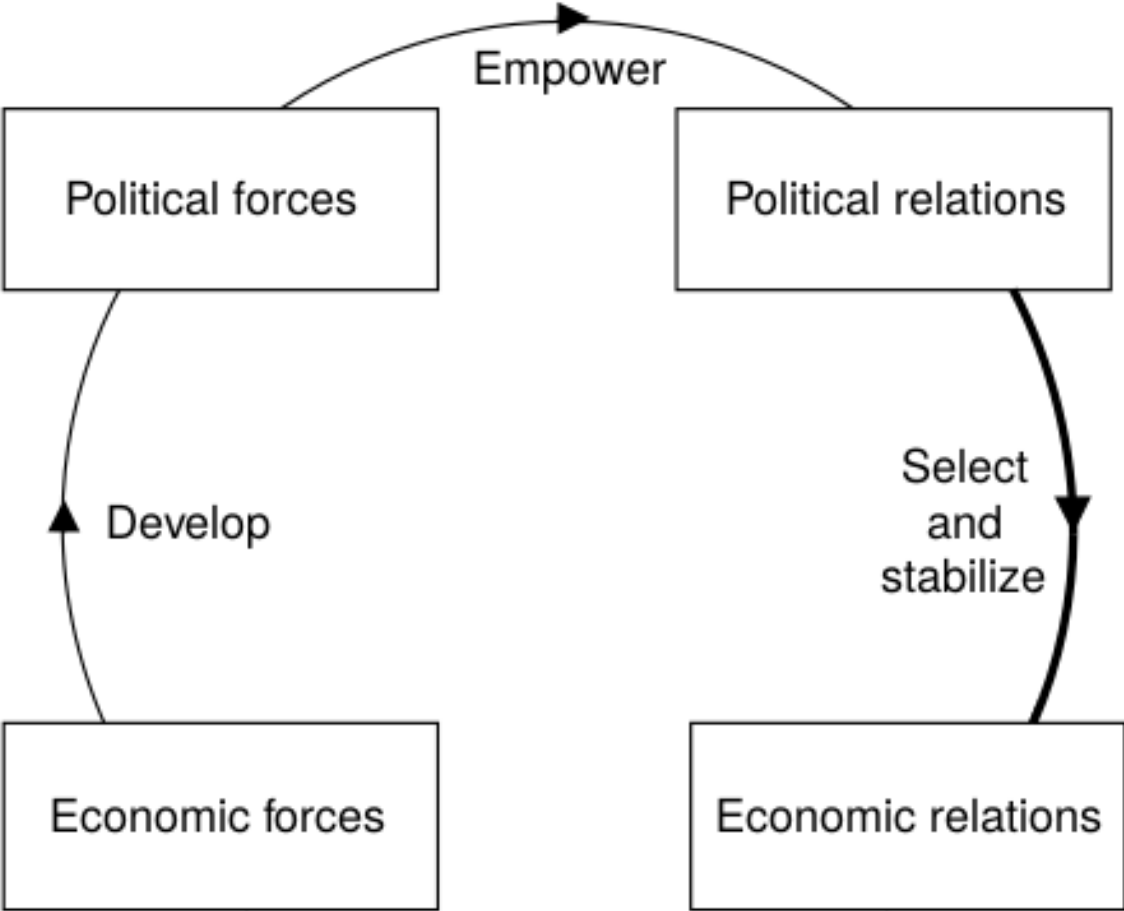 Empower
Political forces
Political relations
Develop
Select
and
stabilize
Economic forces
Economic relations